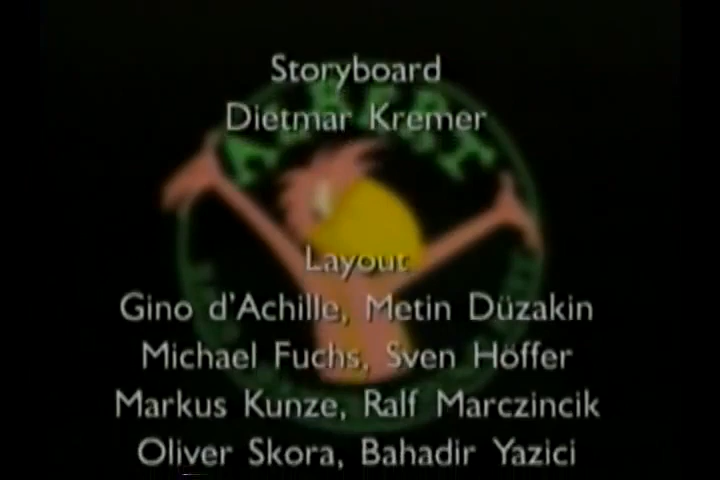 Storyboard
Dietmar Kremer
Layout
Gino d'Achille, Metin Düzakin
Michael Fuchs, Sven Höffer
Markus Kunze, Ralf Marczincik
Oliver Skora, Bahadir Yazici